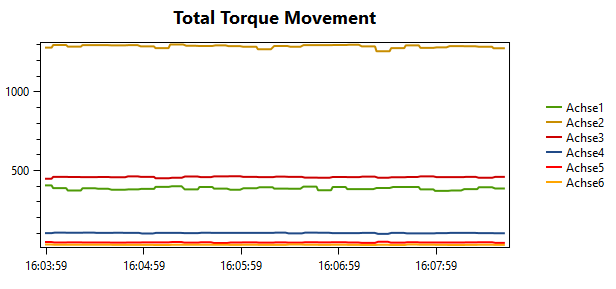 Total Torque Movement
1000
500
16:03:59 16:04:59 16:05:59 16:06:59 16:07:59
Achse1
Achse2
Achse3
Achse4
Achse5
Achse6